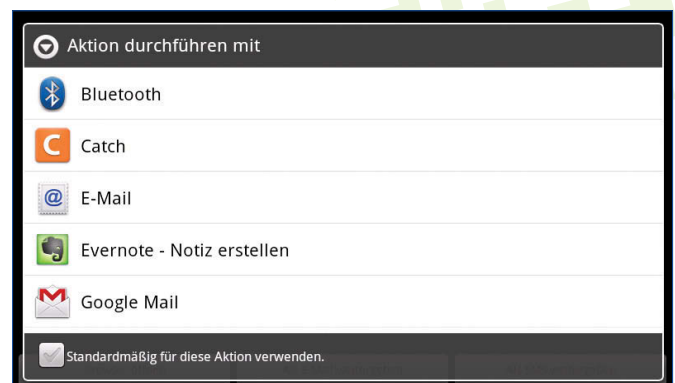 Aktion durchführen mit
Bluetooth
Catch
E-Mail
Evernote - Notiz erstellen
Google Mail
Standardmäßig für diese Aktion verwenden.